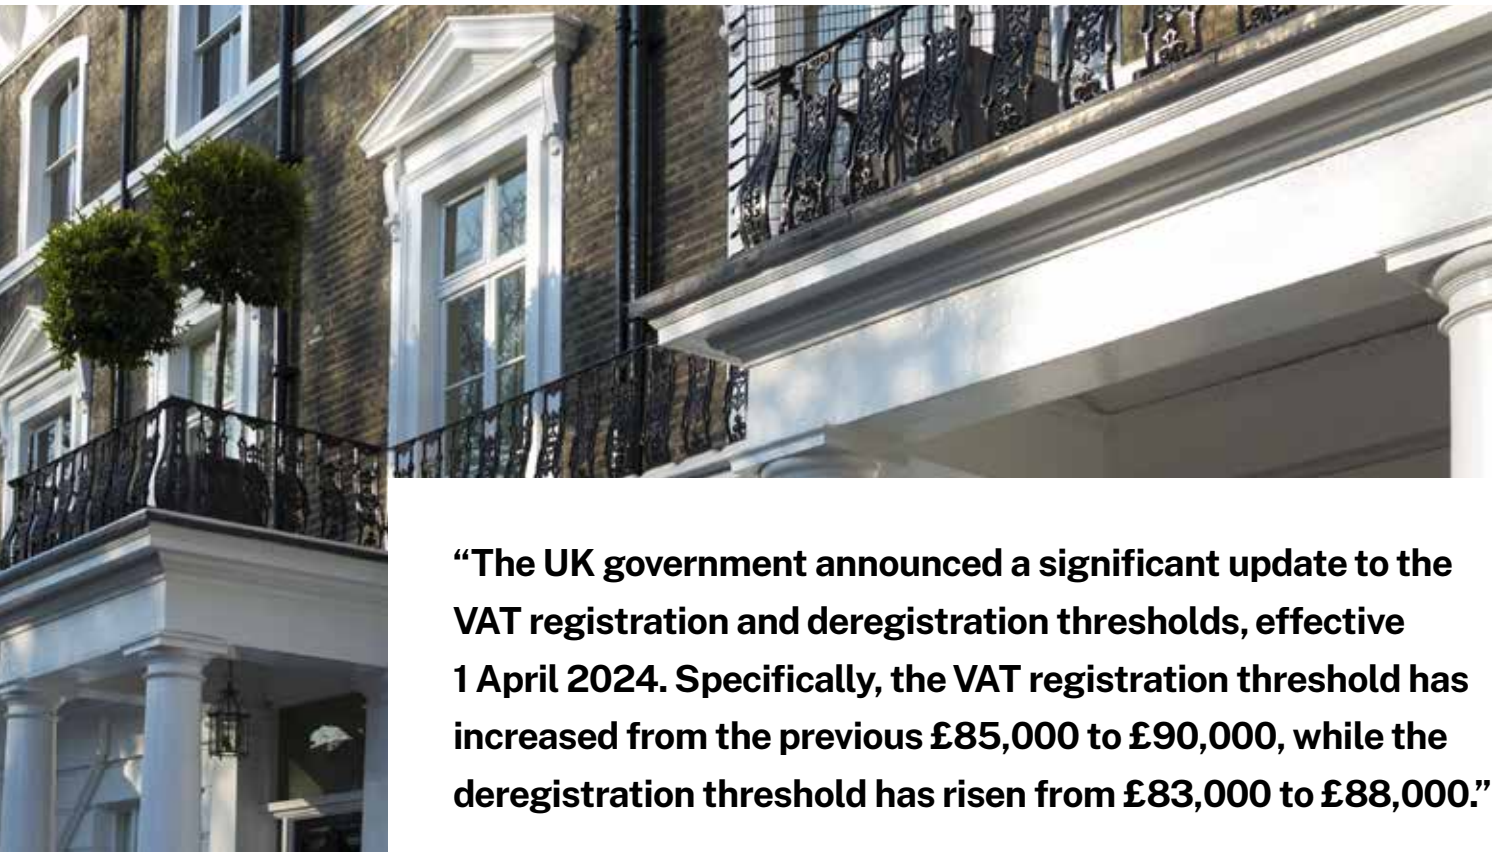 “The UK government announced a significant update to the
VAT registration and deregistration thresholds, effective
1 April 2024. Specifically, the VAT registration threshold has
increased from the previous £85,000 to £90,000, while the
deregistration threshold has risen from £83,000 to £88,000.”